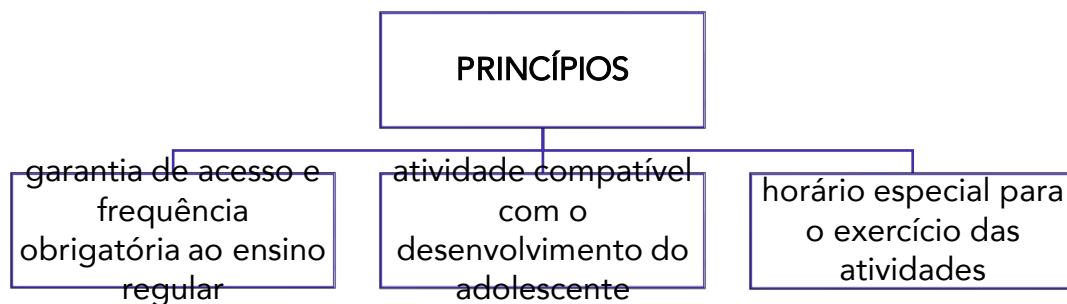 PRINCÍPIOS
garantia de acesso e
frequência
obrigatória ao ensino
regular
atividade compatível
com o
desenvolvimento do
adolescente
horário especial para
o exercício das
atividades